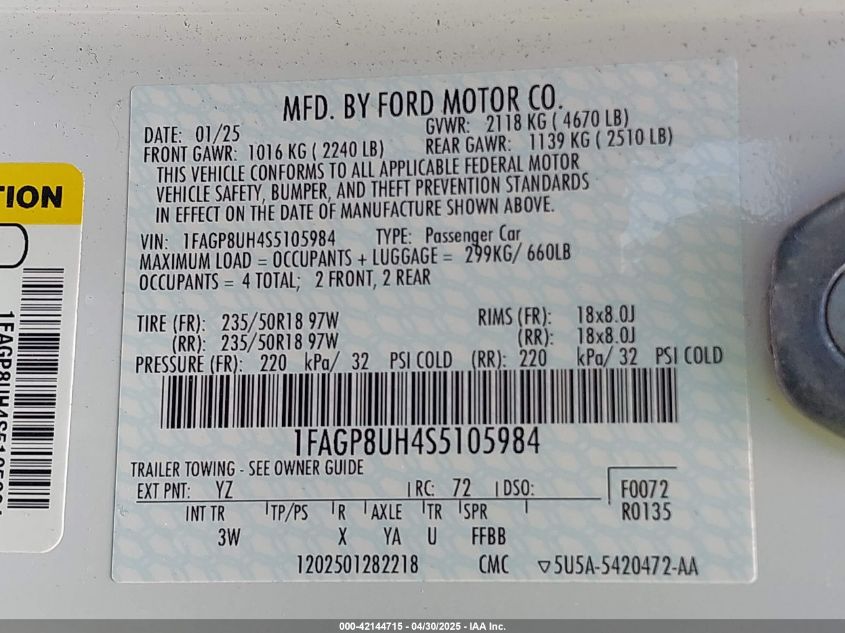 MFD. BY FORD MOTOR CO.
DATE: 01/25 GVWR: 2118 KG ( 4670 LB)
FRONT GAWR: 1016 KG ( 2240 LB) REAR GAWR: 1139 KG ( 2510 LB)
THIS VEHICLE CONFORMS TO ALL APPLICABLE FEDERAL MOTOR
VEHICLE SAFETY, BUMPER, AND THEFT PREVENTION STANDARDS
IN EFFECT ON THE DATE OF MANUFACTURE SHOWN ABOVE.
VIN: 1FAGP8UH4S5105984 TYPE: Passenger Car
MAXIMUM LOAD = OCCUPANTS + LUGGAGE = 299KG/ 660LB
OCCUPANTS = 4 TOTAL; 2 FRONT, 2 REAR
TIRE (FR): 235/50R18 97W RIMS (FR): 18x8.0J
(RR): 235/50R18 97W (RR): 18x8.0J
PRESSURE (FR): 220 kPa/ 32 PSI COLD (RR): 220 kPa/ 32 PSI COLD
1FAGP8UH4S5105984
TRAILER TOWING - SEE OWNER GUIDE
EXT PNT: YZ RC: 72 DSO: F0072
INT TR TP/PS R AXLE TR SPR R0135
3W X YA U FFBB
1202501282218 CMC ▽5U5A-5420472-AA
TION
000-42144715 - 04/30/2025 - IAA Inc.